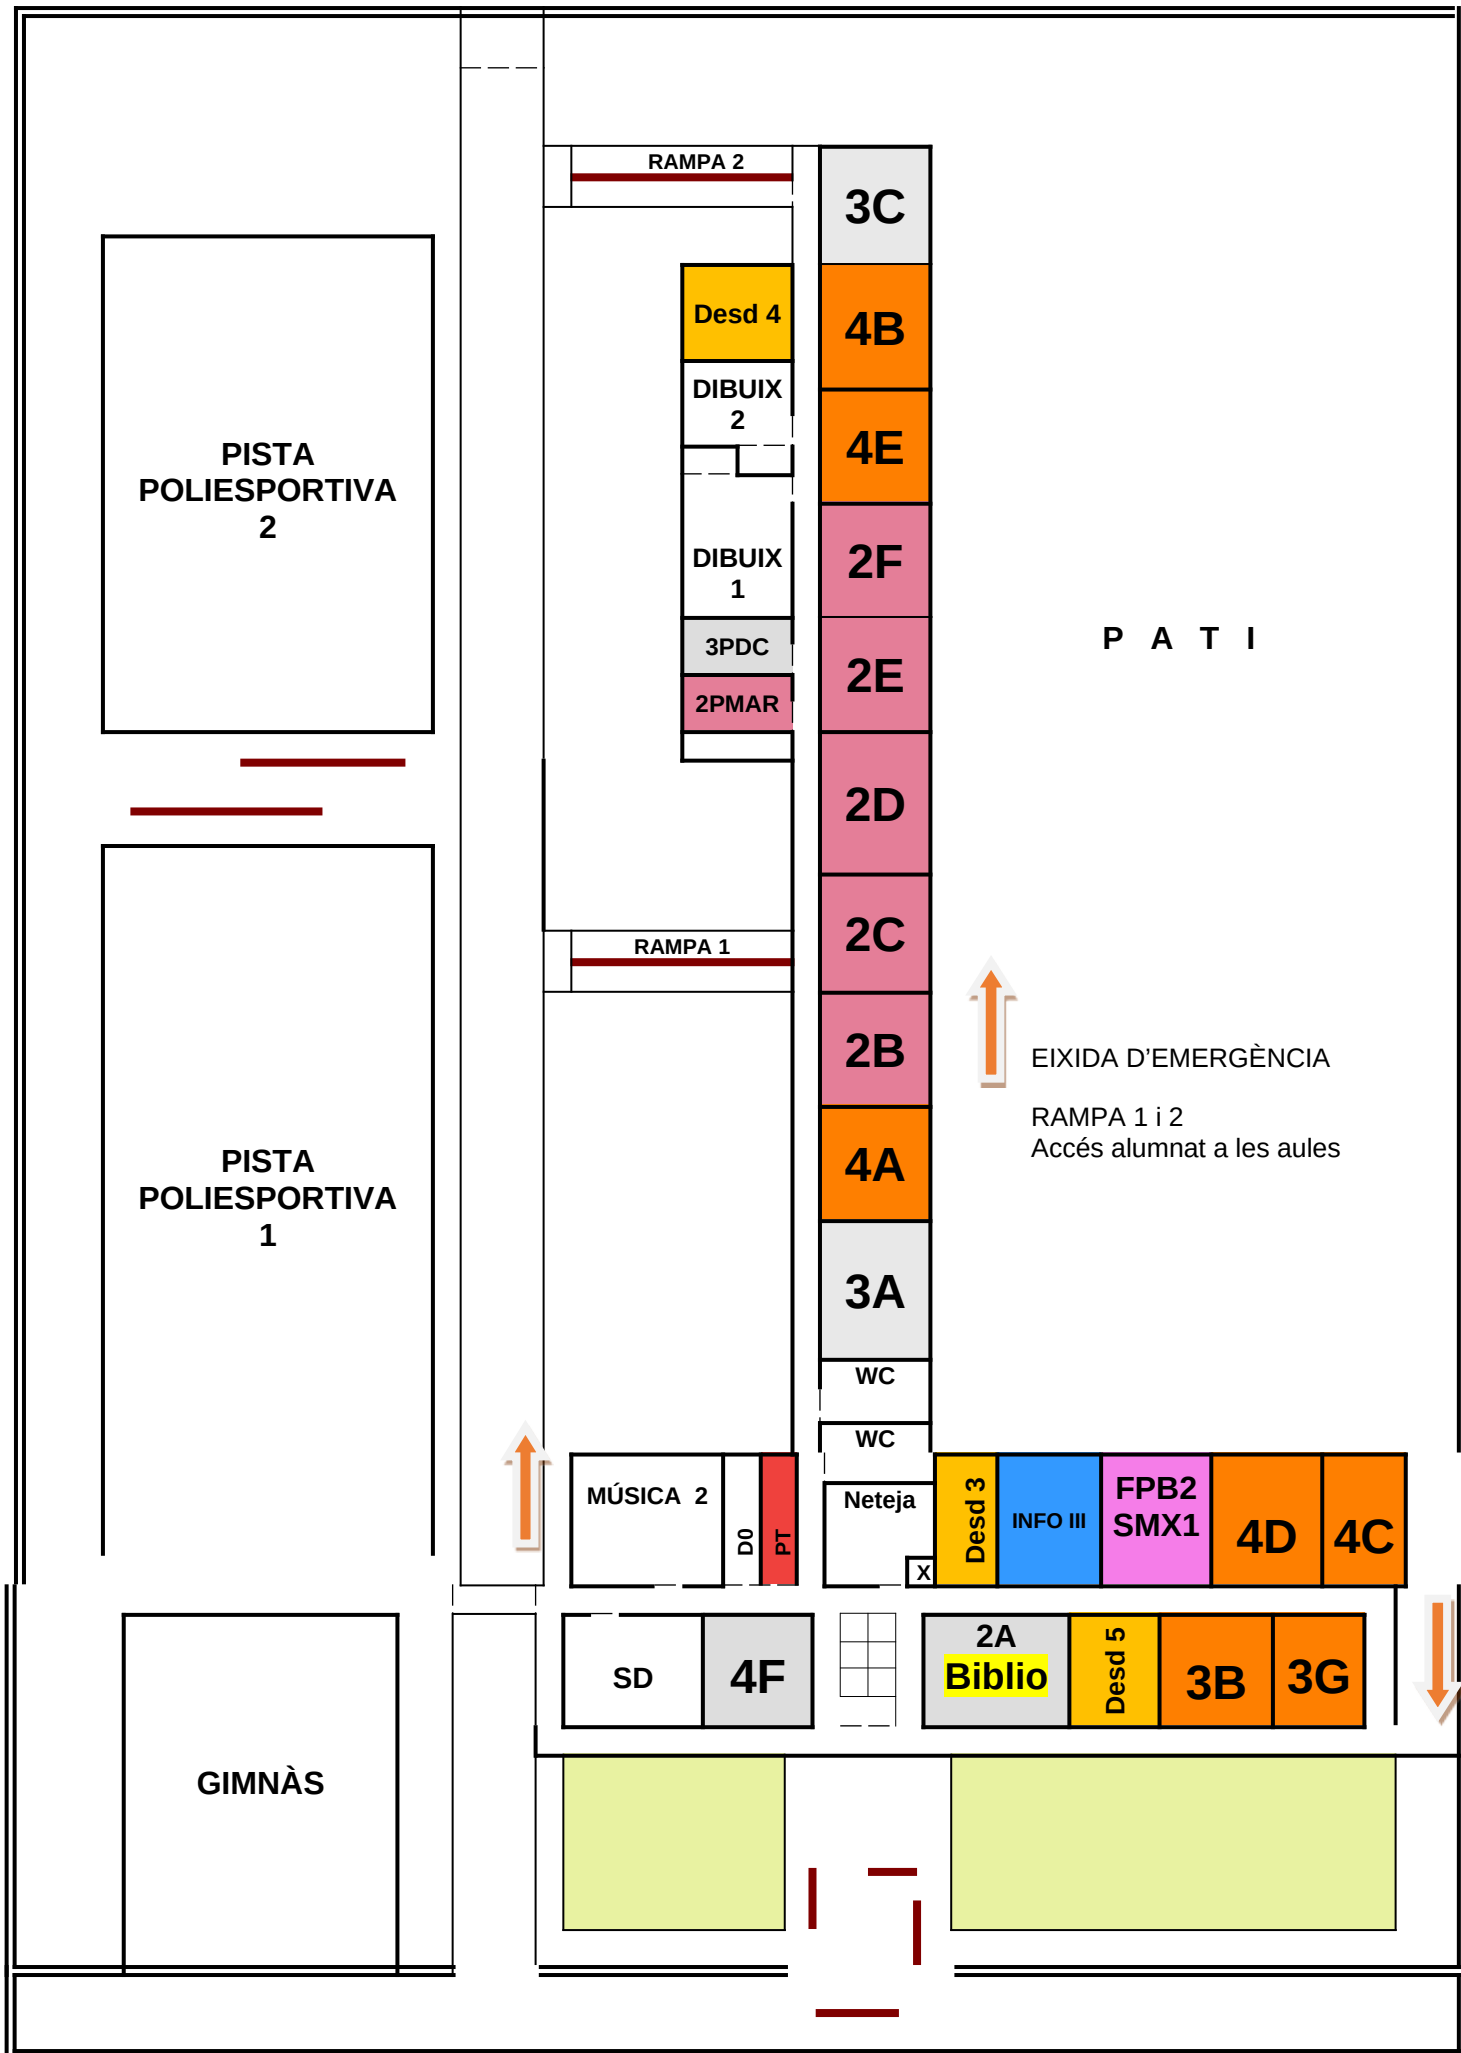 RAMPA 2
3C
Desd 4
4B
DIBUIX
2
4E
PISTA
POLIESPORTIVA
2
DIBUIX
1
2F
3PDC
P A T I
2E
2PMAR
2D
2C
RAMPA 1
2B
EIXIDA D'EMERGÈNCIA
RAMPA 1 i 2
Accés alumnat a les aules
4A
PISTA
POLIESPORTIVA
1
3A
WC
WC
MÚSICA 2
D0
PT
Neteja
X
Desd 3
INFO III
FPB2
SMX1
4D
4C
SD
4F
2A
Biblio
Desd 5
3B
3G
GIMNÀS